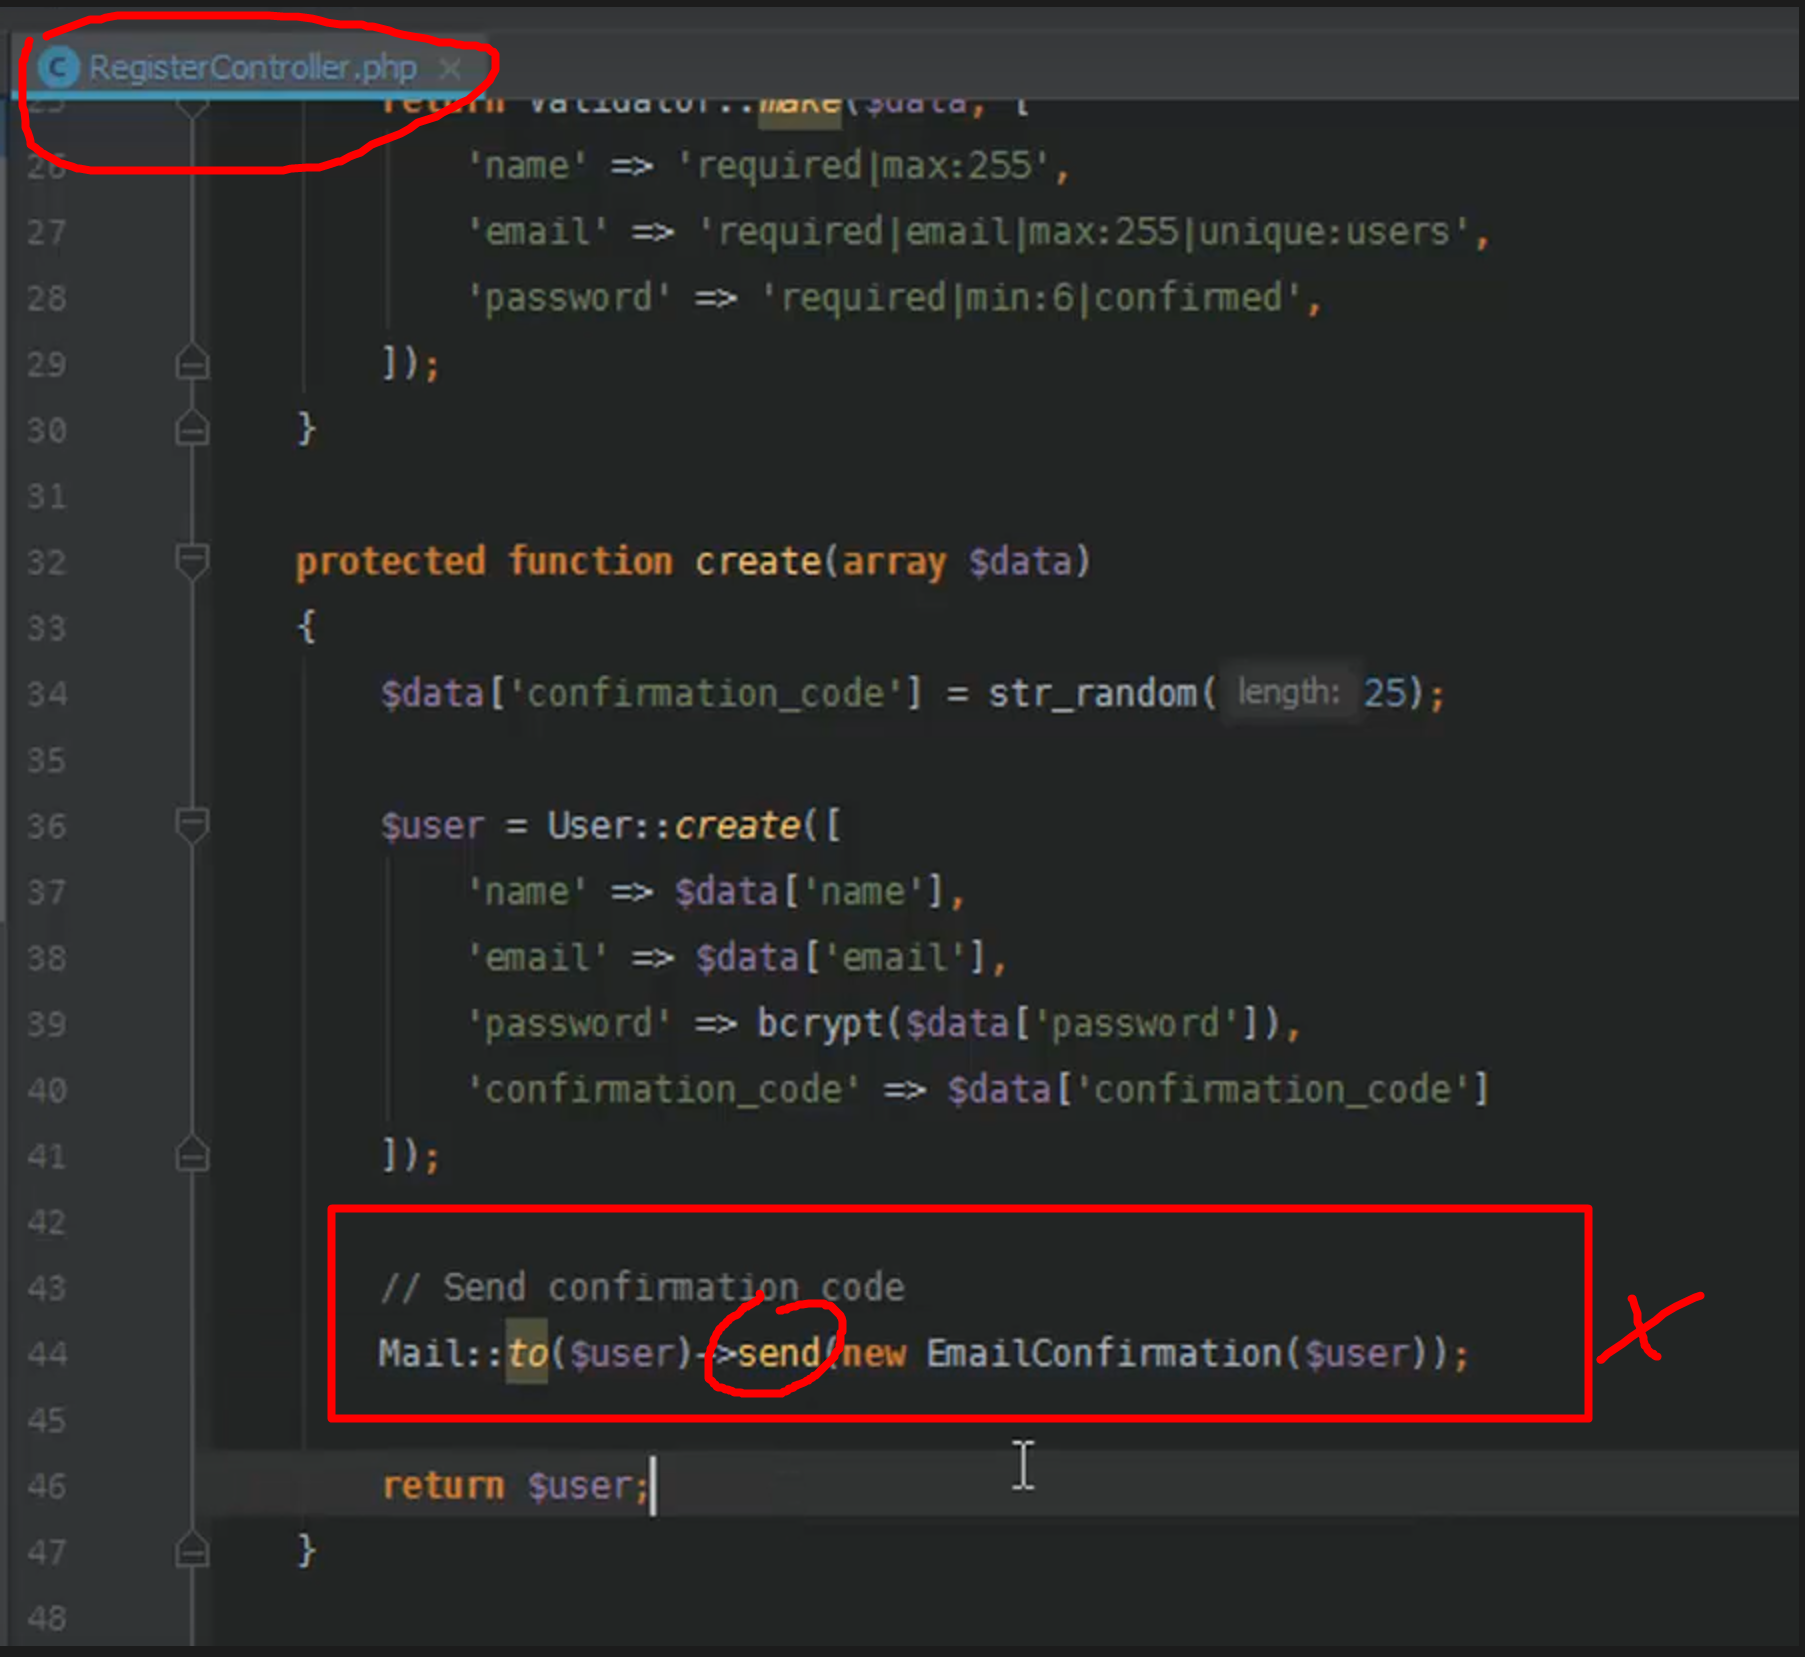 RegisterController.php
25 return Validator::make($data, [
26 'name' => 'required|max:255',
27 'email' => 'required|email|max:255|unique:users',
28 'password' => 'required|min:6|confirmed',
29 ]);
30 }
31
32 protected function create(array $data)
33 {
34 $data['confirmation_code'] = str_random( length: 25);
35
36 $user = User::create([
37 'name' => $data['name'],
38 'email' => $data['email'],
39 'password' => bcrypt($data['password']),
40 'confirmation_code' => $data['confirmation_code']
41 ]);
42
43 // Send confirmation code
44 Mail::to($user)->send(new EmailConfirmation($user));
45
46 return $user;
47 }
48